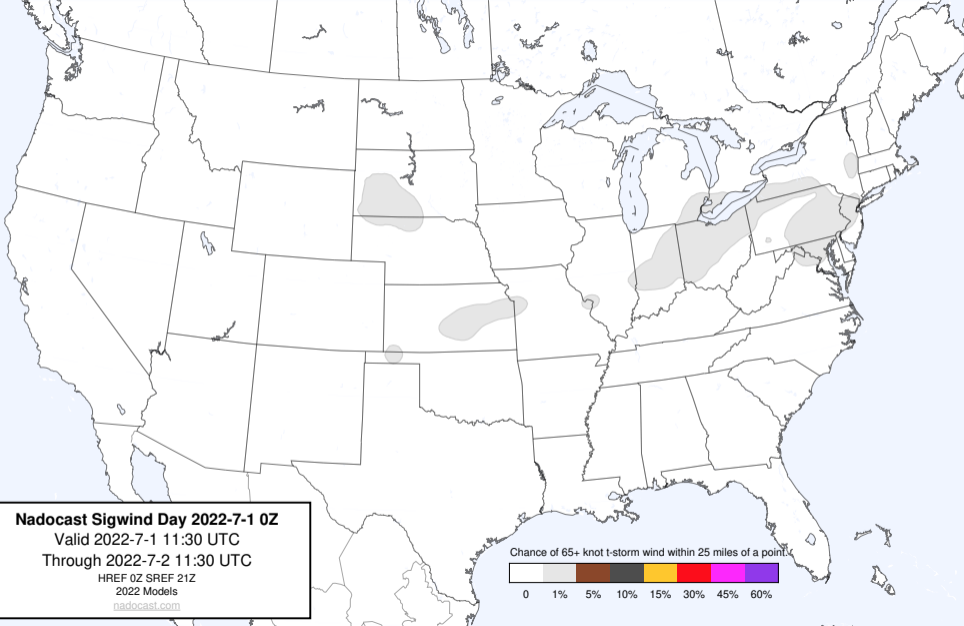 Nadocast Sigwind Day 2022-7-1 0Z
Valid 2022-7-1 11:30 UTC
Through 2022-7-2 11:30 UTC
HREF 0Z SREF 21Z
2022 Models
nadocast.com
Chance of 65+ knot t-storm wind within 25 miles of a point.
0 1% 5% 10% 15% 30% 45% 60%